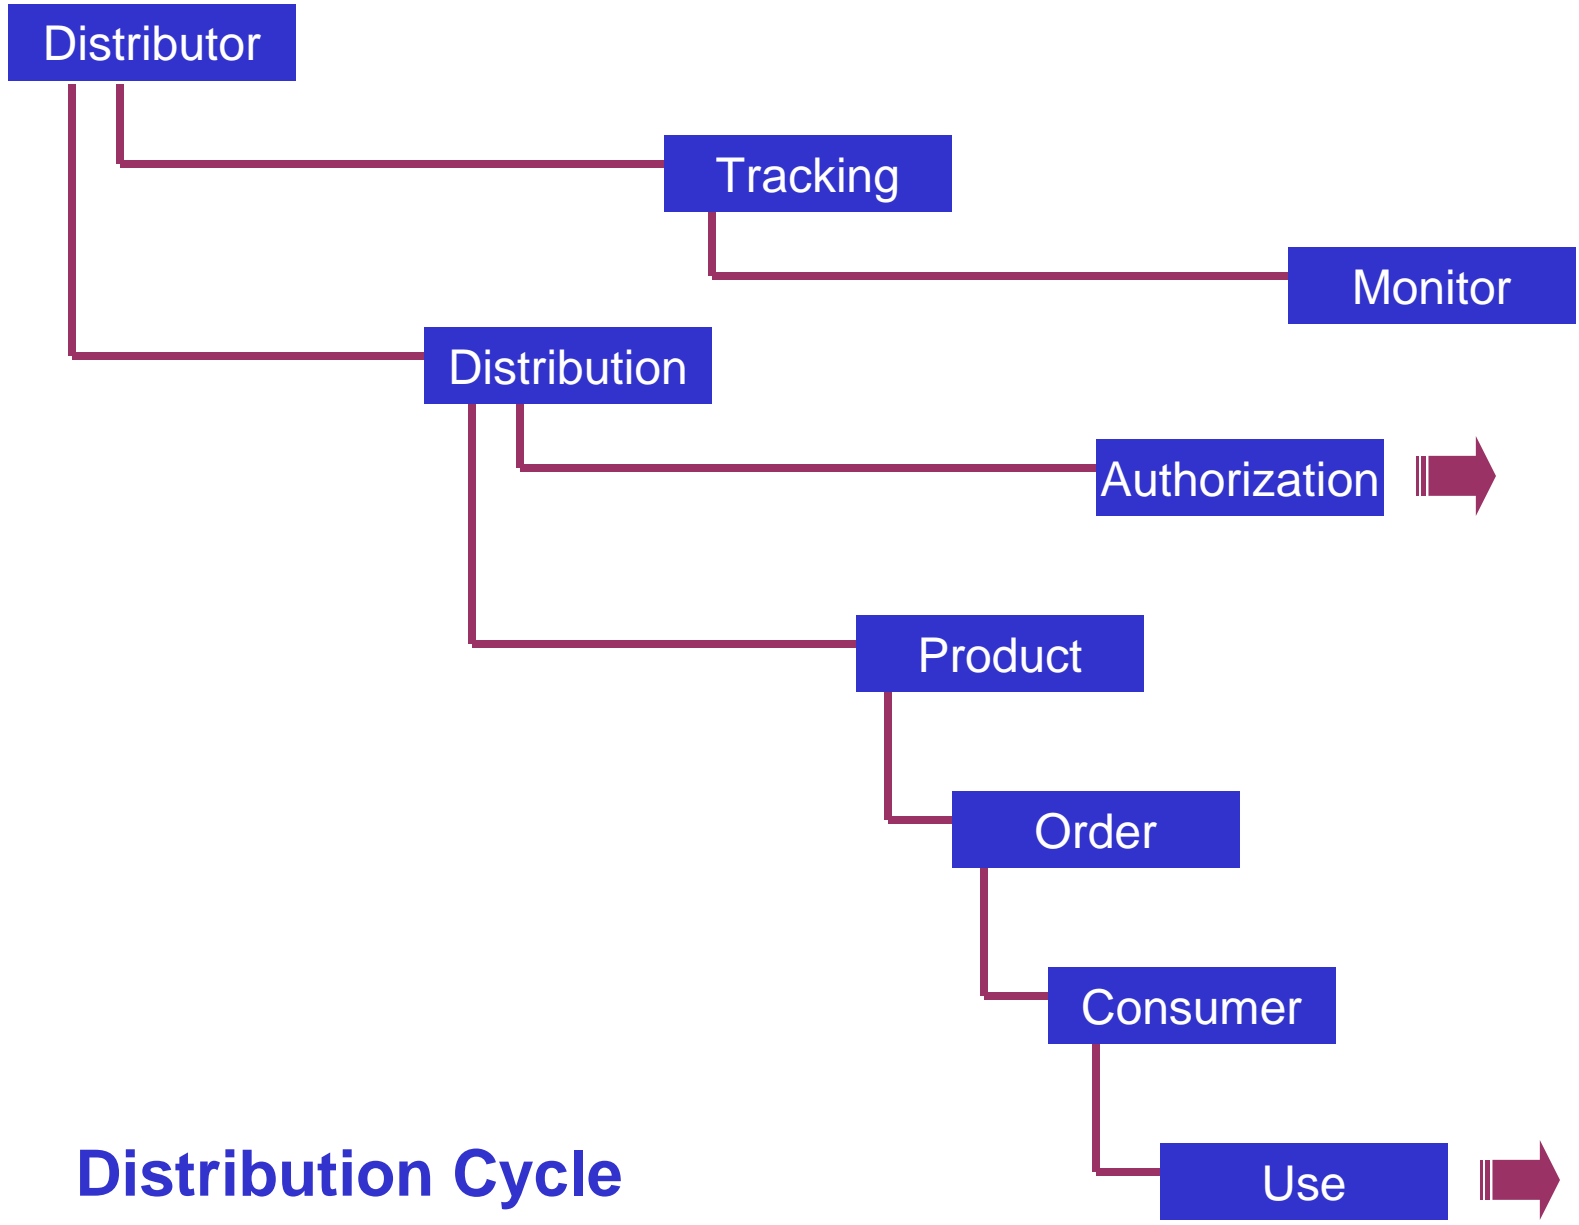 Distributor
Tracking
Monitor
Distribution
Authorization
Product
Order
Consumer
Use
Distribution Cycle